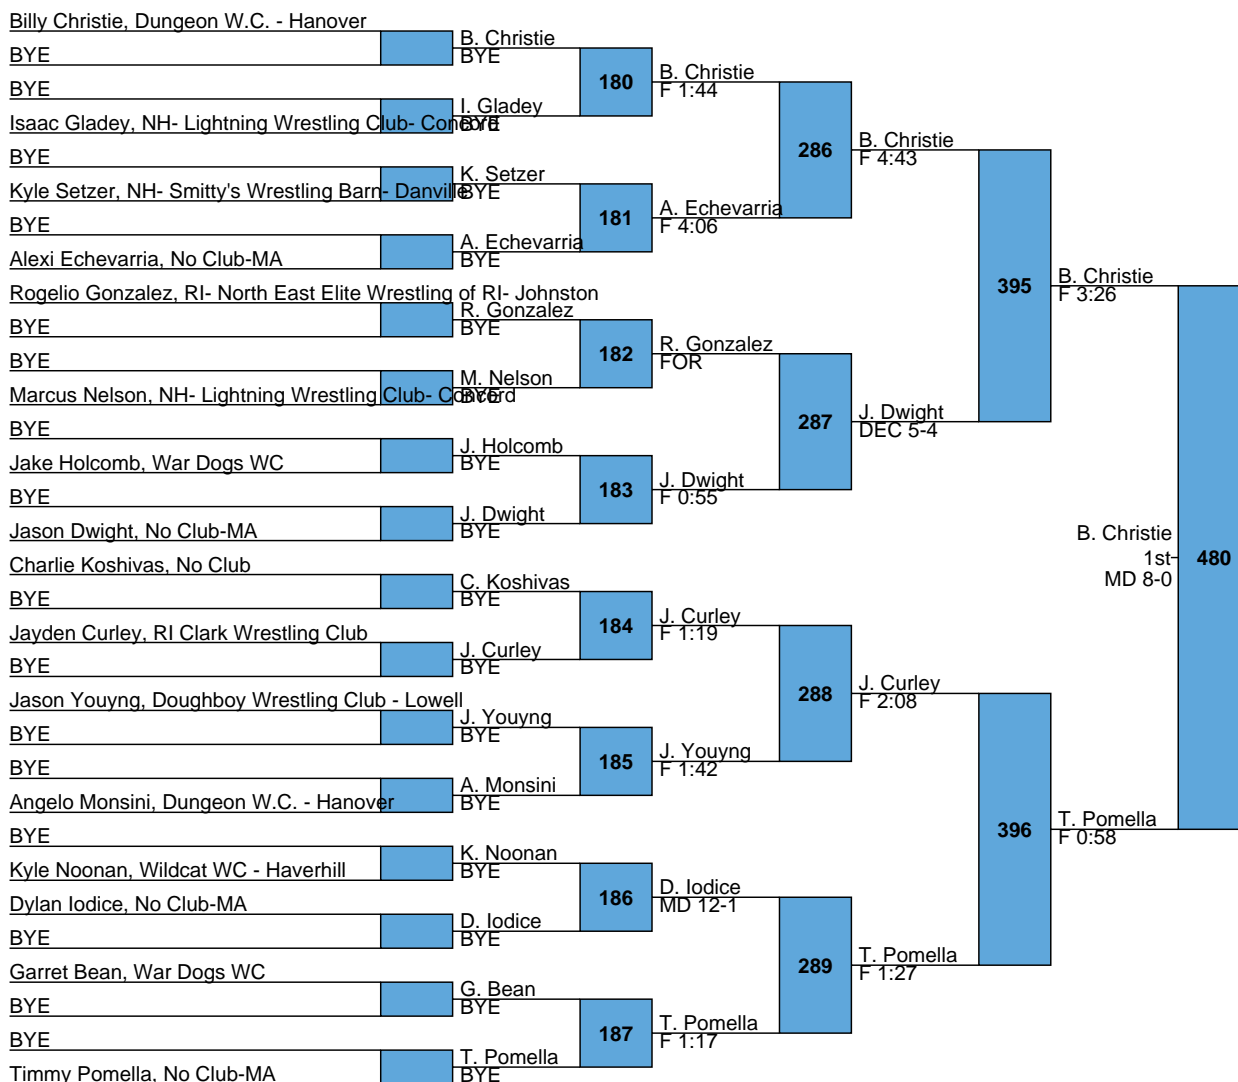 Billy Christie, Dungeon W.C. - Hanover
BYE
BYE
Isaac Gladey, NH- Lightning Wrestling Club- Concord
BYE
Kyle Setzer, NH- Smitty's Wrestling Barn- Danville
BYE
Alexi Echevarria, No Club-MA
Rogelio Gonzalez, RI- North East Elite Wrestling of RI- Johnston
BYE
BYE
Marcus Nelson, NH- Lightning Wrestling Club- Concord
BYE
Jake Holcomb, War Dogs WC
BYE
Jason Dwight, No Club-MA
Charlie Koshivas, No Club
BYE
Jayden Curley, RI Clark Wrestling Club
BYE
Jason Youyng, Doughboy Wrestling Club - Lowell
BYE
BYE
Angelo Monsini, Dungeon W.C. - Hanover
BYE
Kyle Noonan, Wildcat WC - Haverhill
Dylan Iodice, No Club-MA
BYE
Garret Bean, War Dogs WC
BYE
BYE
Timmy Pomella, No Club-MA
B. Christie
BYE
I. Gladey
BYE
K. Setzer
BYE
A. Echevarria
BYE
R. Gonzalez
BYE
M. Nelson
BYE
J. Holcomb
BYE
J. Dwight
BYE
C. Koshivas
BYE
J. Curley
BYE
J. Youyng
BYE
A. Monsini
BYE
K. Noonan
BYE
D. Iodice
BYE
G. Bean
BYE
T. Pomella
BYE
180
181
182
183
184
185
186
187
B. Christie
F 1:44
A. Echevarria
F 4:06
R. Gonzalez
FOR
J. Dwight
F 0:55
J. Curley
F 1:19
J. Youyng
F 1:42
D. Iodice
MD 12-1
T. Pomella
F 1:17
286
287
288
289
B. Christie
F 4:43
J. Dwight
DEC 5-4
J. Curley
F 2:08
T. Pomella
F 1:27
395
396
B. Christie
F 3:26
T. Pomella
F 0:58
B. Christie
1st
MD 8-0
480